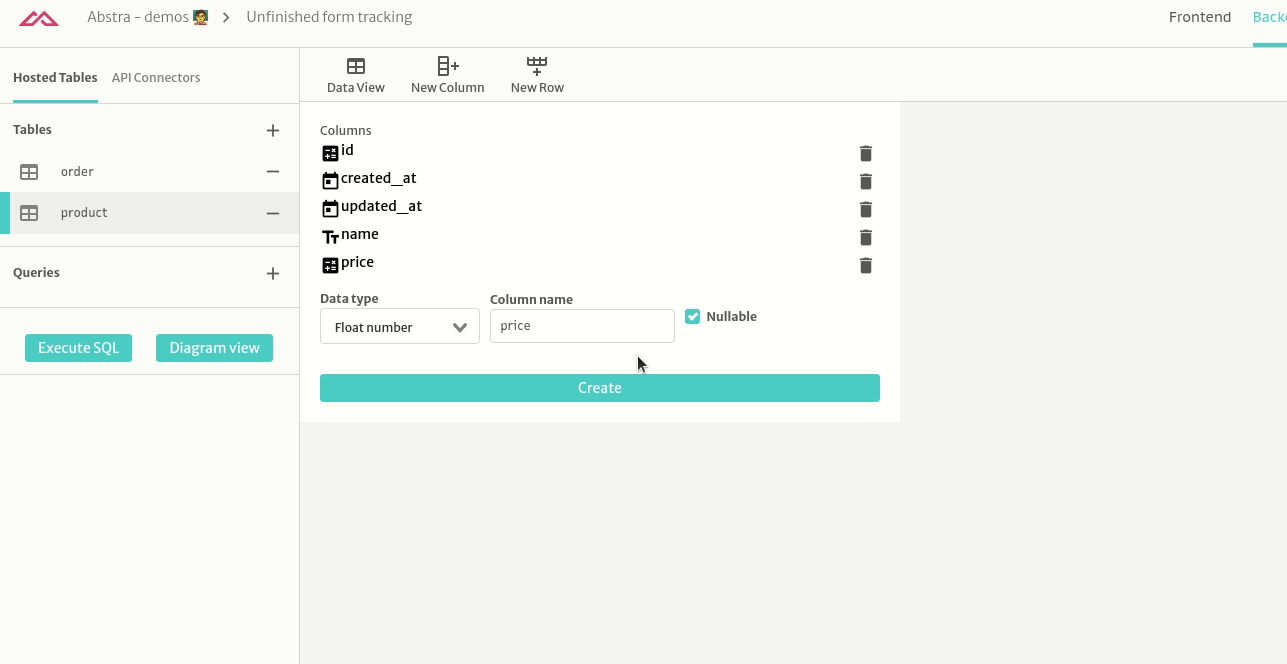 Abstra - demos 👩‍🏫 > Unfinished form tracking
Frontend
Hosted Tables
API Connectors
Data View
New Column
New Row
Tables
order
product
Queries
Execute SQL
Diagram view
Columns
id
created_at
updated_at
name
price
Data type
Column name
Float number
price
Nullable
Create